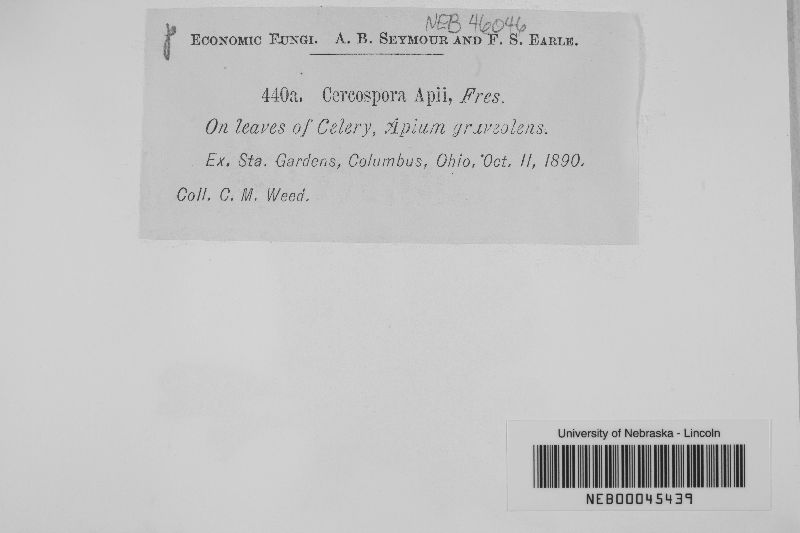 NEB 46046
ECONOMIC FUNGI. A. B. SEYMOUR AND F. S. EARLE.
440a. Cercospora Apii, Fres.
On leaves of Celery, Apium graveolens.
Ex. Sta. Gardens, Columbus, Ohio, Oct. 11, 1890.
Coll. C. M. Weed.
University of Nebraska - Lincoln
NEB00045439